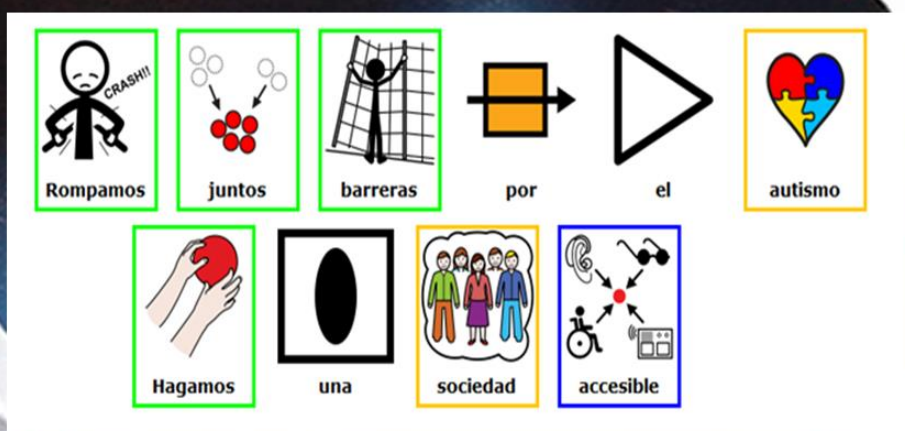 CRASH!!
Rompamos juntos barreras por el autismo
Hagamos una sociedad accesible